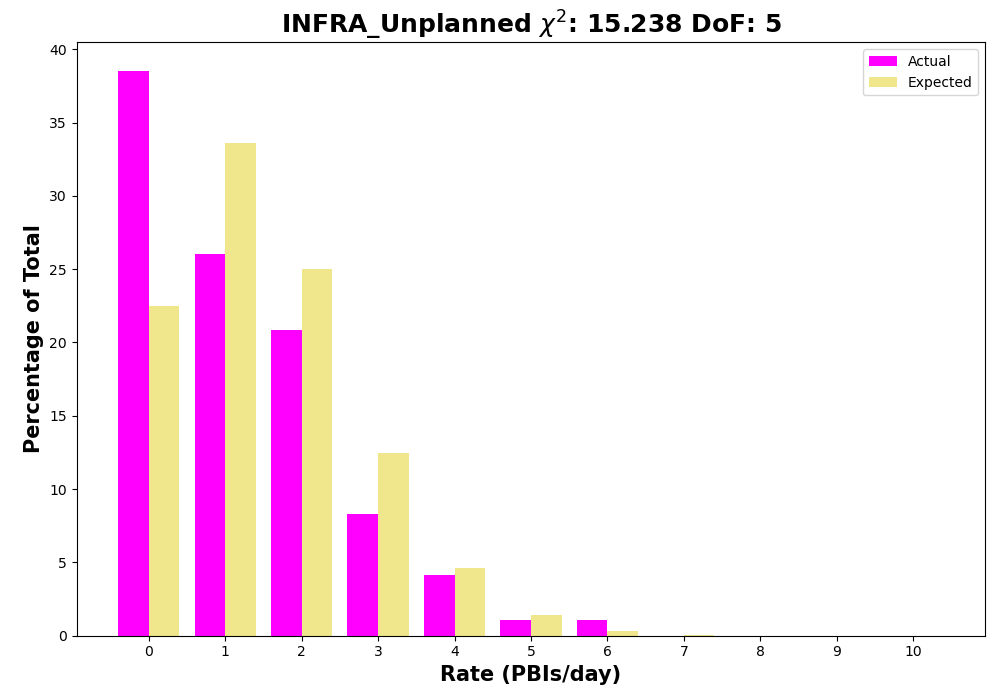 INFRA_Unplanned χ²: 15.238 DoF: 5
Actual
Expected
40
35
30
25
20
15
10
5
0
Percentage of Total
0 1 2 3 4 5 6 7 8 9 10
Rate (PBIs/day)